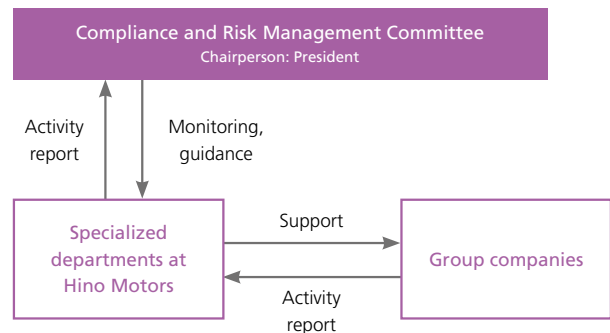 Compliance and Risk Management Committee
Chairperson: President
Activity
report
Monitoring,
guidance
Specialized
departments at
Hino Motors
Support
Group companies
Activity
report